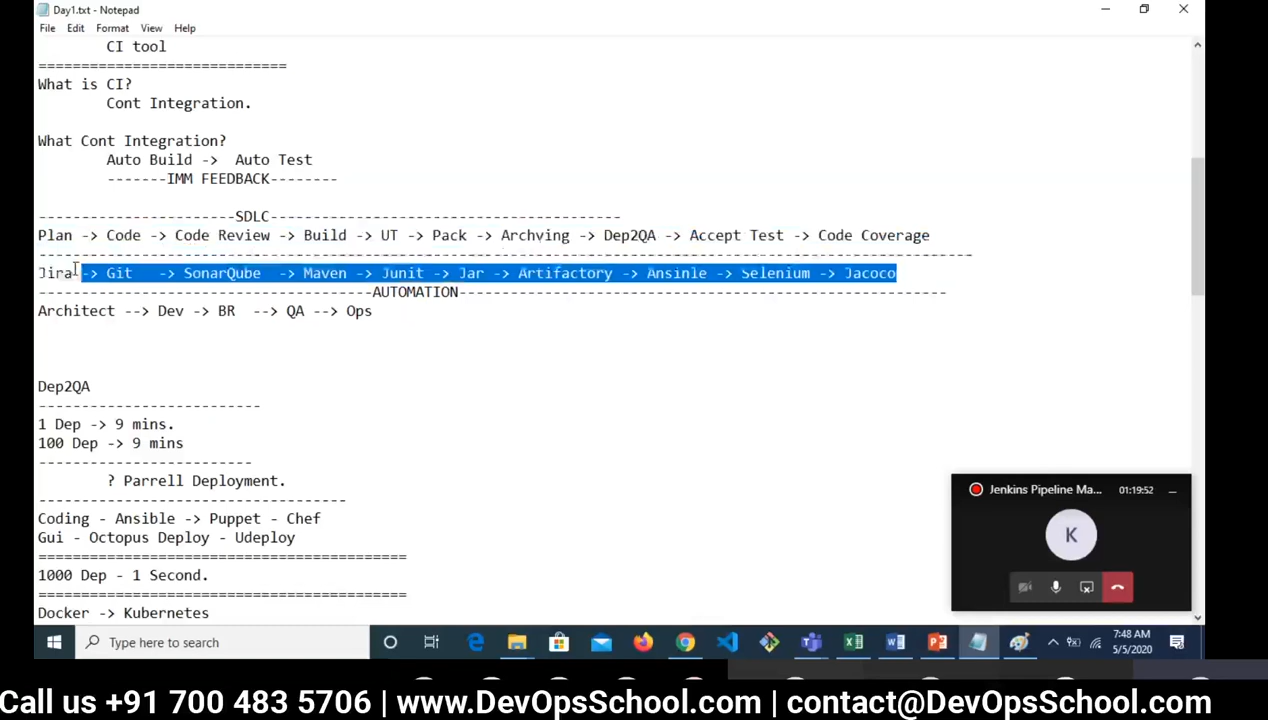 Day1.txt - Notepad
File Edit Format View Help
CI tool
=============================
What is CI?
Cont Integration.
What Cont Integration?
Auto Build -> Auto Test
-------IMM FEEDBACK--------
-----------------------SDLC-----------------------------------------
Plan -> Code -> Code Review -> Build -> UT -> Pack -> Archving -> Dep2QA -> Accept Test -> Code Coverage
-------------------------------------------------------------------------------------------------------------
Jira -> Git -> SonarQube -> Maven -> Junit -> Jar -> Artifactory -> Ansinle -> Selenium -> Jacoco
---------------------------------------AUTOMATION---------------------------------------------------------
Architect --> Dev -> BR --> QA --> Ops
Dep2QA
--------------------------
1 Dep -> 9 mins.
100 Dep -> 9 mins
-------------------------
? Parrell Deployment.
------------------------------------
Coding - Ansible -> Puppet - Chef
Gui - Octopus Deploy - Udeploy
===========================================
1000 Dep - 1 Second.
===========================================
Docker -> Kubernetes
Jenkins Pipeline Ma... 01:19:52
K
Type here to search
7:48 AM
5/5/2020
Call us +91 700 483 5706 | www.DevOpsSchool.com | contact@DevOpsSchool.com